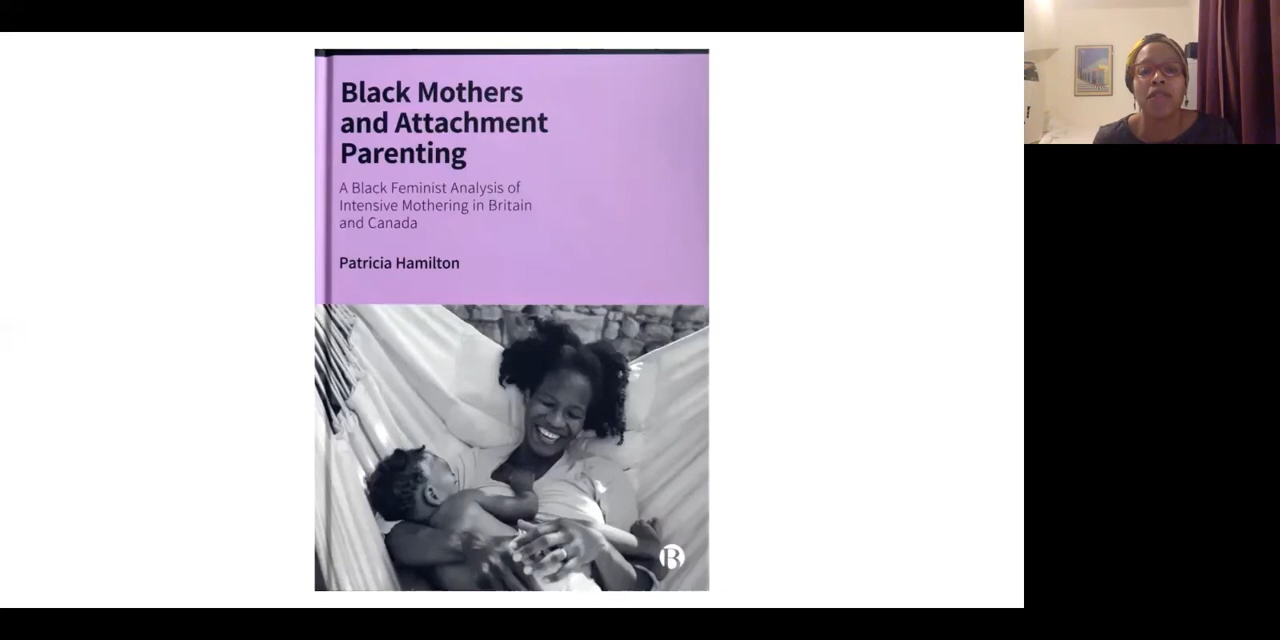 Black Mothers
and Attachment
Parenting
A Black Feminist Analysis of
Intensive Mothering in Britain
and Canada
Patricia Hamilton
B